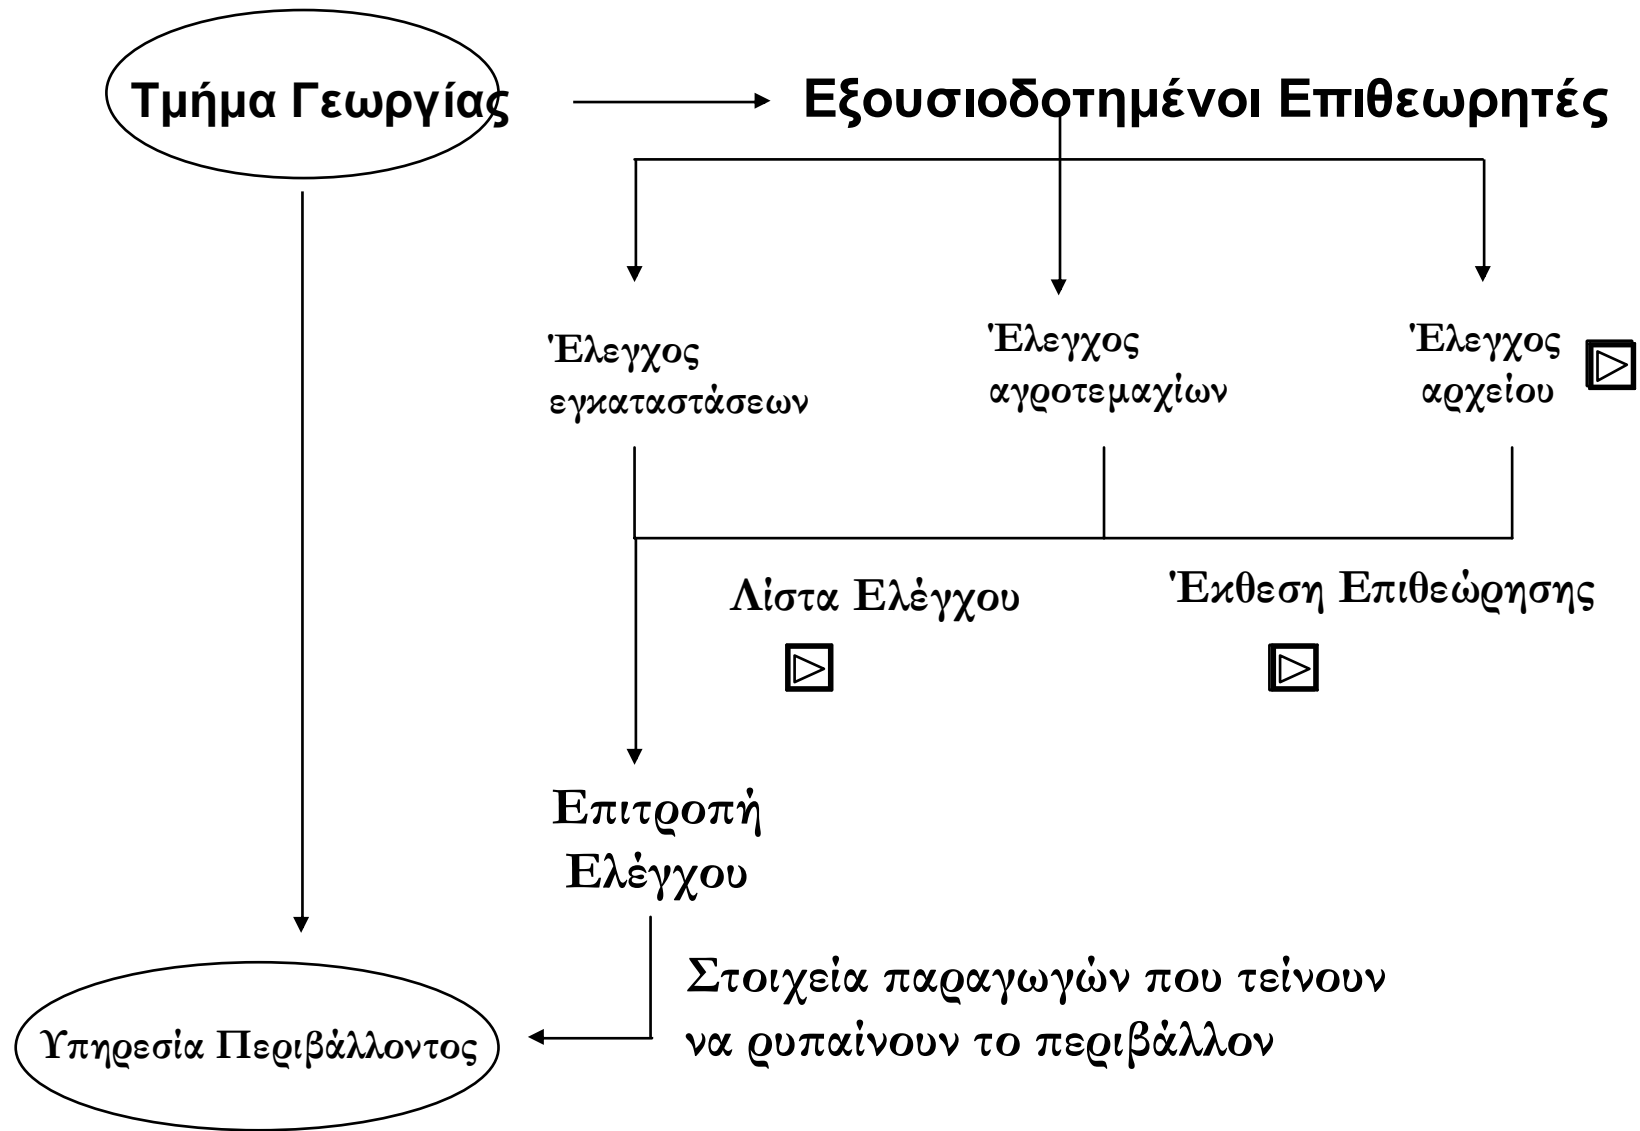 Τμήμα Γεωργίας
Εξουσιοδοτημένοι Επιθεωρητές
Έλεγχος
εγκαταστάσεων
Έλεγχος
αγροτεμαχίων
Έλεγχος
αρχείου
Λίστα Ελέγχου
Έκθεση Επιθεώρησης
Επιτροπή
Ελέγχου
Στοιχεία παραγωγών που τείνουν
να ρυπαίνουν το περιβάλλον
Υπηρεσία Περιβάλλοντος